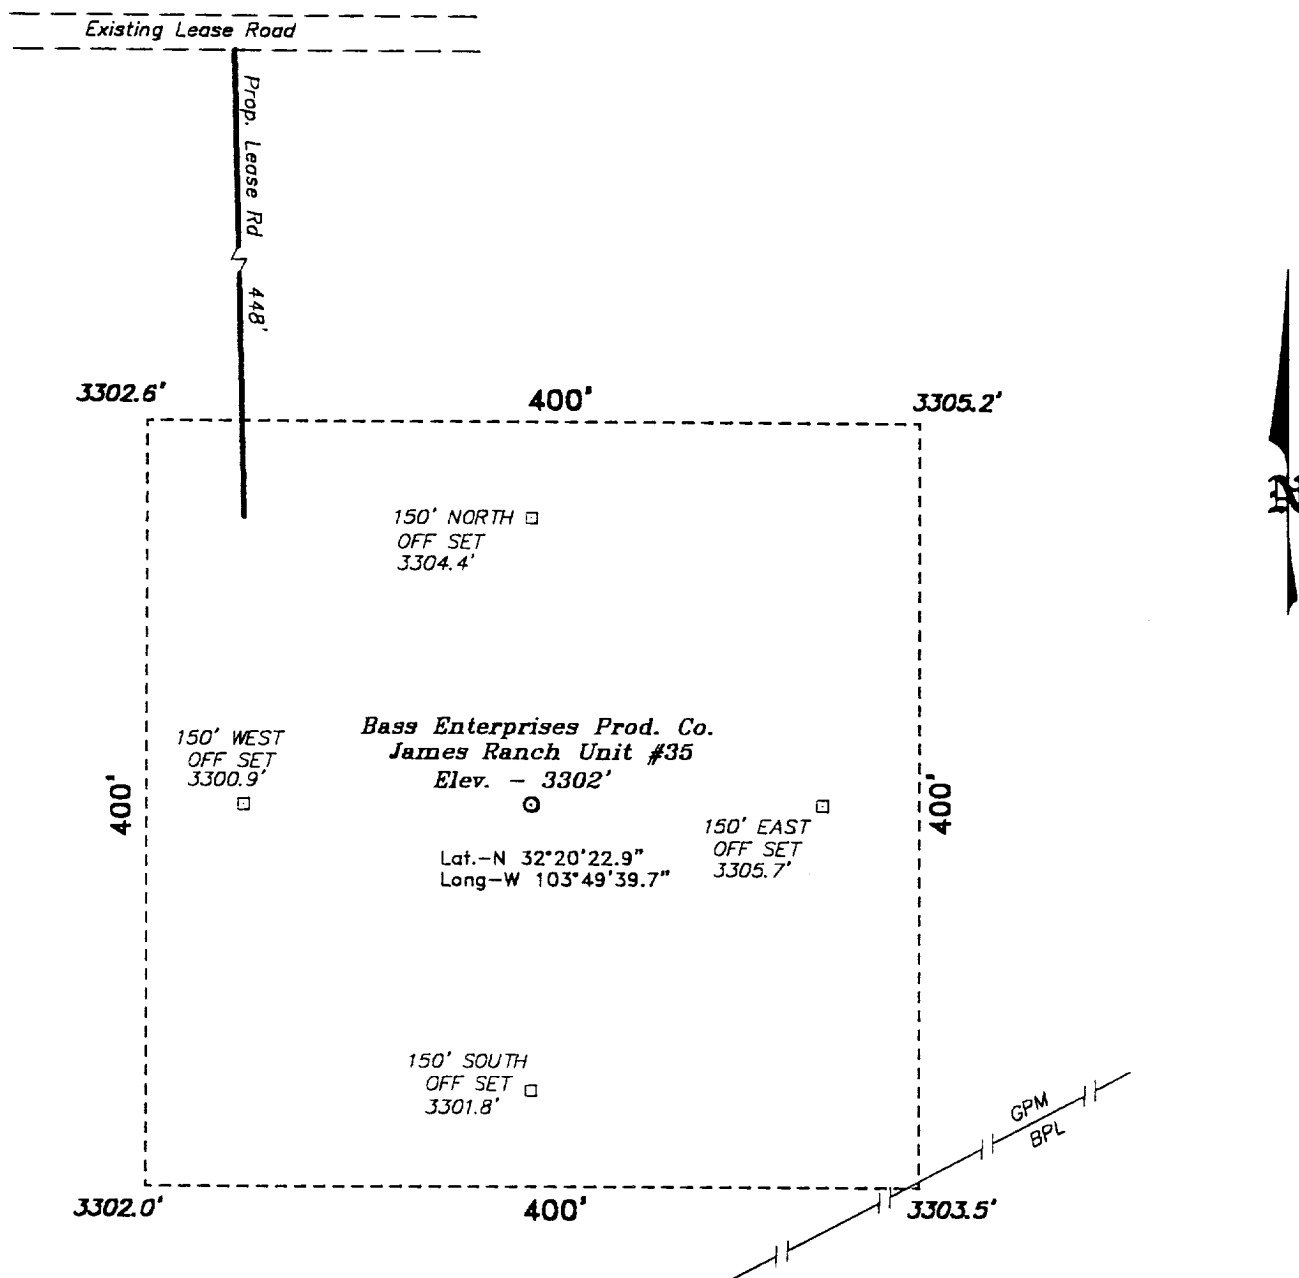 Existing Lease Road
Prop. Lease Rd 448'
3302.6'
400'
3305.2'
N
150' NORTH
OFF SET
3304.4'
150' WEST
OFF SET
3300.9'
Bass Enterprises Prod. Co.
James Ranch Unit #35
Elev. - 3302'
400'
400'
150' EAST
OFF SET
3305.7'
Lat.-N 32°20'22.9"
Long-W 103°49'39.7"
150' SOUTH
OFF SET
3301.8'
GPM
BPL
3302.0'
400'
3303.5'